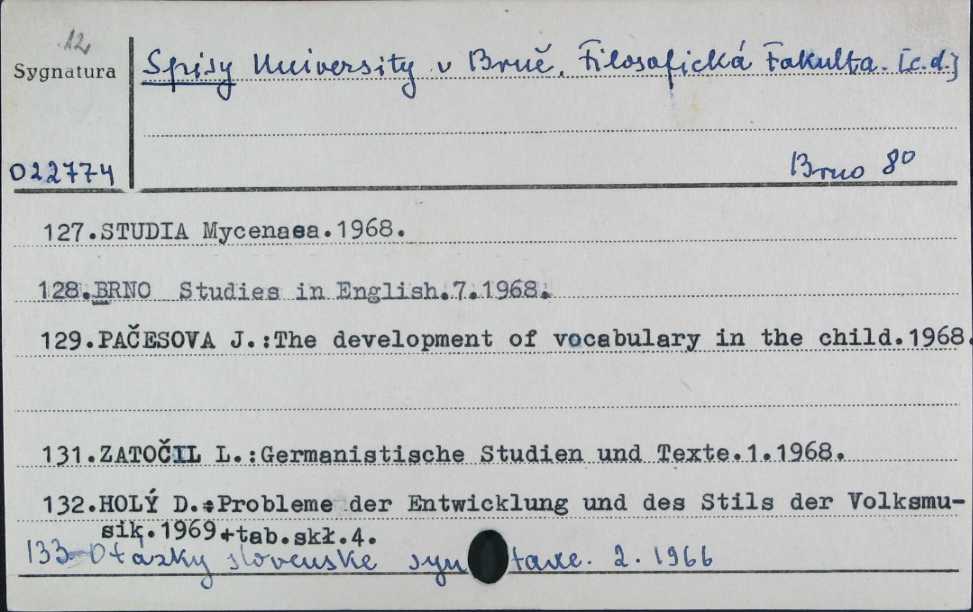 12
Sygnatura
Spisy University v Brně. Filosofická Fakulta. [c.d.]
022774
Brno 8°
127.STUDIA Mycenaea.1968.
128.BRNO Studies in English.7.1968.
129.PAČESOVA J.:The development of vocabulary in the child.1968.
131.ZATOČIL L.:Germanistische Studien und Texte.1.1968.
132.HOLÝ D.:Probleme der Entwicklung und des Stils der Volksmu-
sik.1969+tab.skł.4.
133 Otázky slovenske syntaxe. 2. 1966